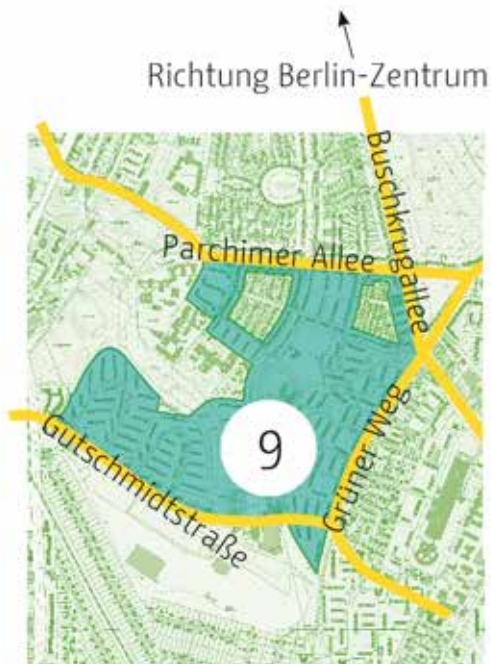 Richtung Berlin-Zentrum
Buschkrugallee
Parchimer Allee
Grüner Weg
9
Gutschmidtstraße